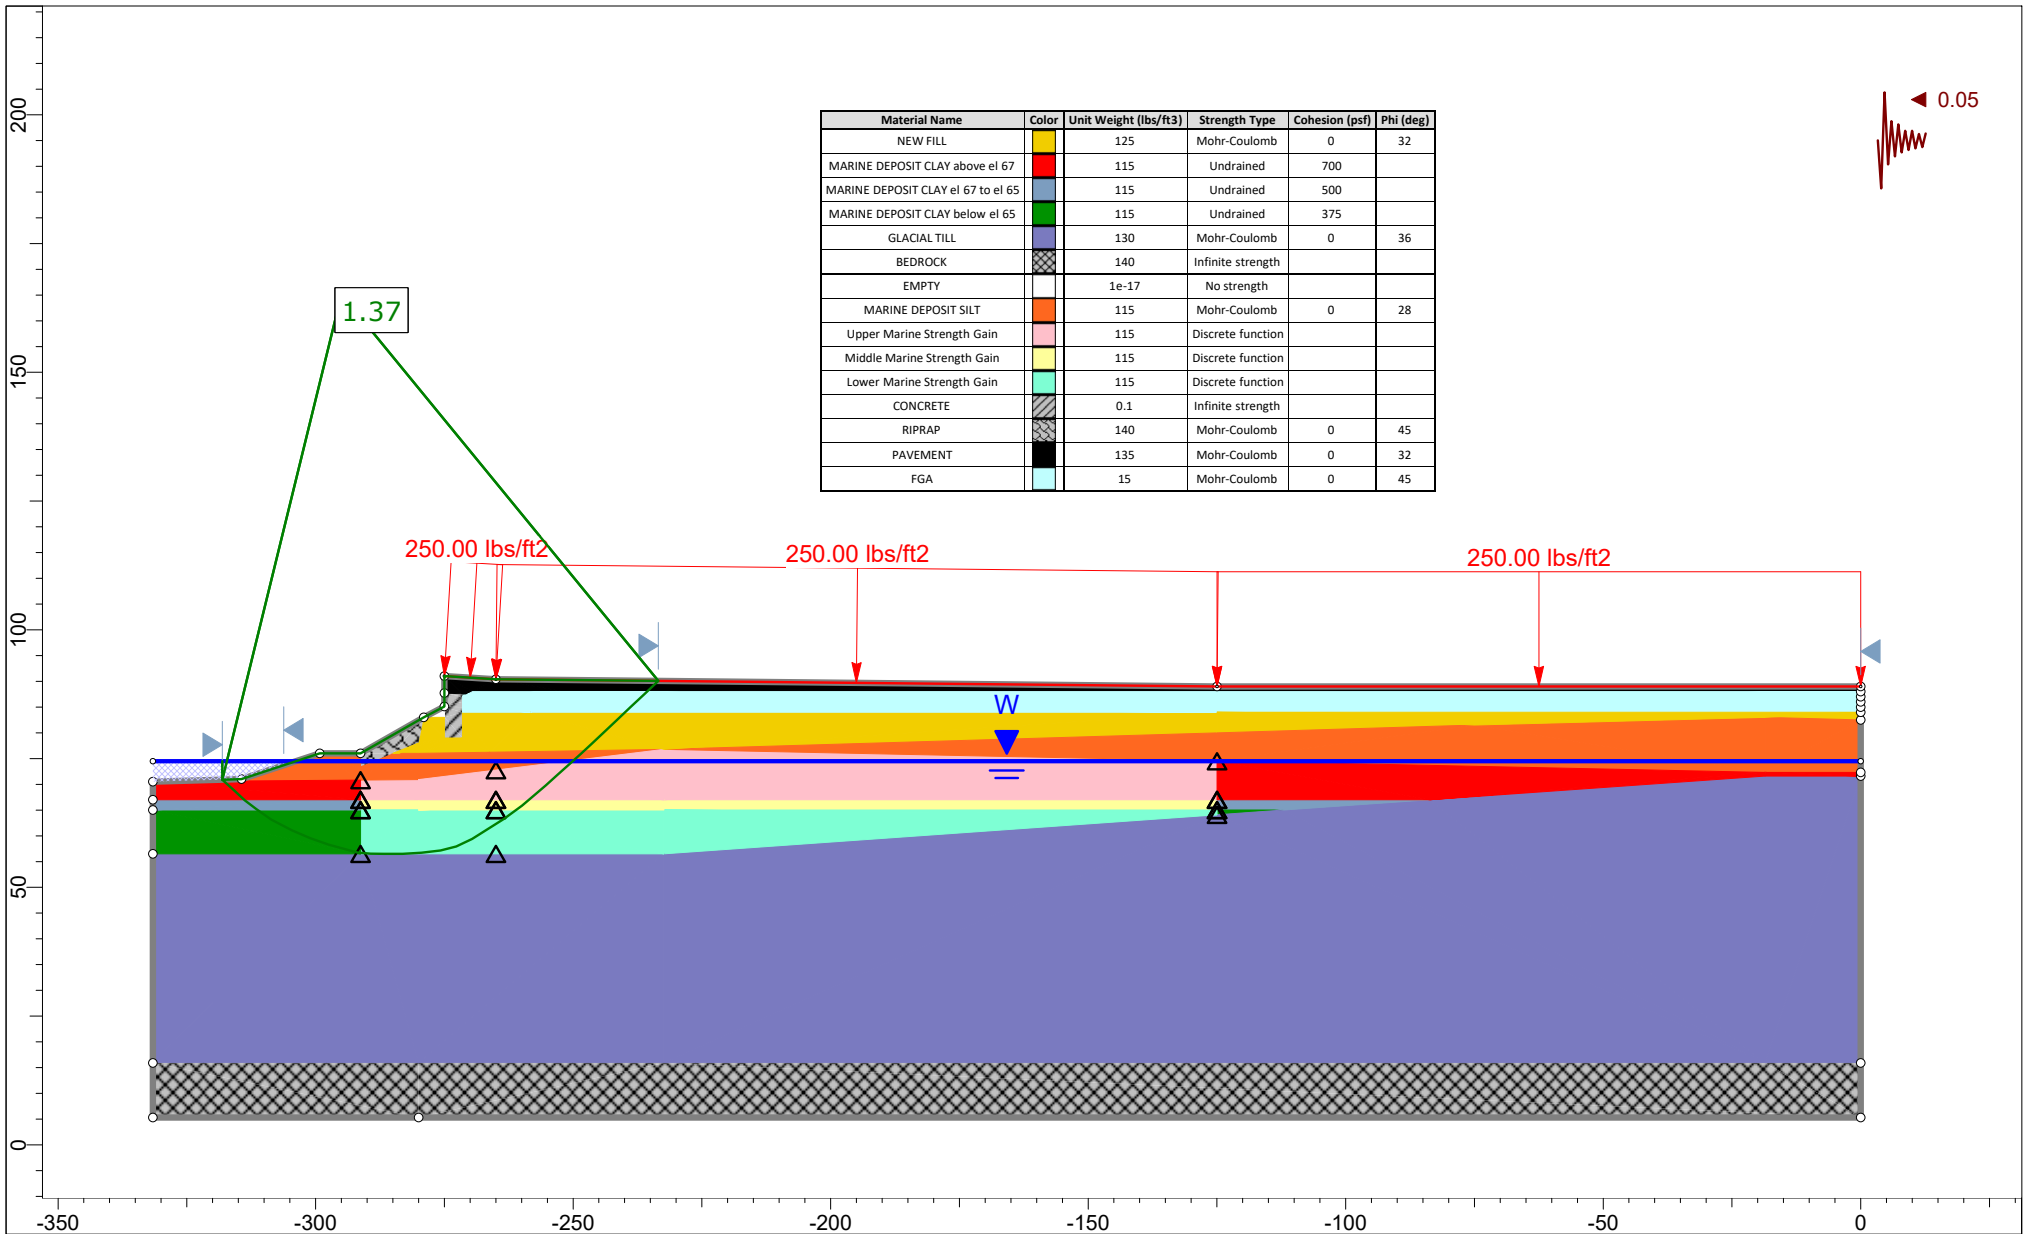 200
150
100
50
0
0.05
Material Name Color Unit Weight (lbs/ft3) Strength Type Cohesion (psf) Phi (deg)
NEW FILL 125 Mohr-Coulomb 0 32
MARINE DEPOSIT CLAY above el 67 115 Undrained 700
MARINE DEPOSIT CLAY el 67 to el 65 115 Undrained 500
MARINE DEPOSIT CLAY below el 65 115 Undrained 375
GLACIAL TILL 130 Mohr-Coulomb 0 36
BEDROCK 140 Infinite strength
EMPTY 1e-17 No strength
MARINE DEPOSIT SILT 115 Mohr-Coulomb 0 28
Upper Marine Strength Gain 115 Discrete function
Middle Marine Strength Gain 115 Discrete function
Lower Marine Strength Gain 115 Discrete function
CONCRETE 0.1 Infinite strength
RIPRAP 140 Mohr-Coulomb 0 45
PAVEMENT 135 Mohr-Coulomb 0 32
FGA 15 Mohr-Coulomb 0 45
1.37
250.00 lbs/ft2
250.00 lbs/ft2
250.00 lbs/ft2
W
-350 -300 -250 -200 -150 -100 -50 0